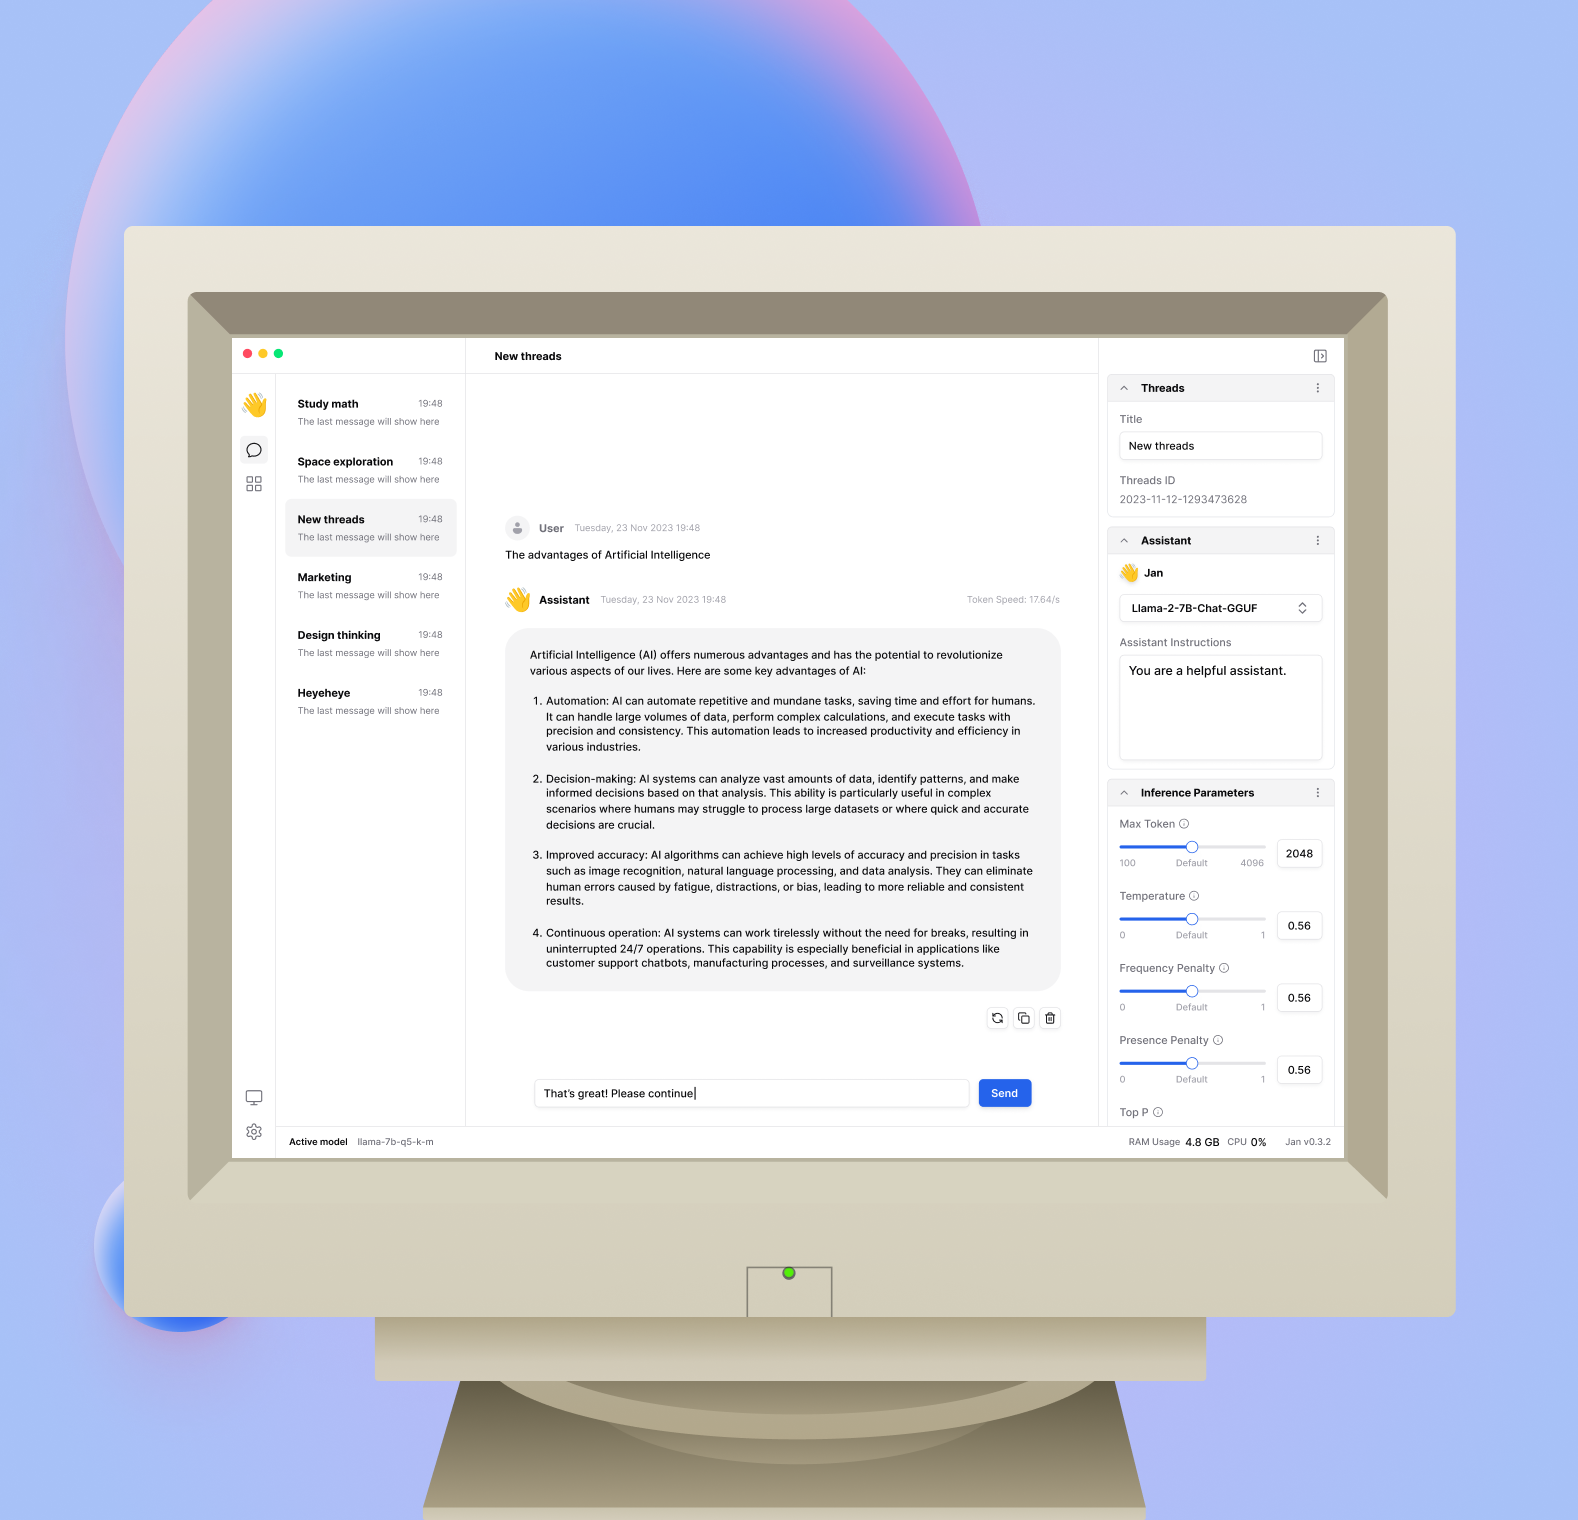 New threads
Study math 19:48
The last message will show here
Space exploration 19:48
The last message will show here
New threads 19:48
The last message will show here
Marketing 19:48
The last message will show here
Design thinking 19:48
The last message will show here
Heyeheye 19:48
The last message will show here
User Tuesday, 23 Nov 2023 19:48
The advantages of Artificial Intelligence
Assistant Tuesday, 23 Nov 2023 19:48 Token Speed: 17.64/s
Artificial Intelligence (AI) offers numerous advantages and has the potential to revolutionize
various aspects of our lives. Here are some key advantages of AI:
1. Automation: AI can automate repetitive and mundane tasks, saving time and effort for humans.
It can handle large volumes of data, perform complex calculations, and execute tasks with
precision and consistency. This automation leads to increased productivity and efficiency in
various industries.
2. Decision-making: AI systems can analyze vast amounts of data, identify patterns, and make
informed decisions based on that analysis. This ability is particularly useful in complex
scenarios where humans may struggle to process large datasets or where quick and accurate
decisions are crucial.
3. Improved accuracy: AI algorithms can achieve high levels of accuracy and precision in tasks
such as image recognition, natural language processing, and data analysis. They can eliminate
human errors caused by fatigue, distractions, or bias, leading to more reliable and consistent
results.
4. Continuous operation: AI systems can work tirelessly without the need for breaks, resulting in
uninterrupted 24/7 operations. This capability is especially beneficial in applications like
customer support chatbots, manufacturing processes, and surveillance systems.
That's great! Please continue
Send
Threads
Title
New threads
Threads ID
2023-11-12-1293473628
Assistant
Jan
Llama-2-7B-Chat-GGUF
Assistant Instructions
You are a helpful assistant.
Inference Parameters
Max Token
2048
100 Default 4096
Temperature
0.56
0 Default 1
Frequency Penalty
0.56
0 Default 1
Presence Penalty
0.56
0 Default 1
Top P
Active model llama-7b-q5-k-m
RAM Usage 4.8 GB CPU 0% Jan v0.3.2